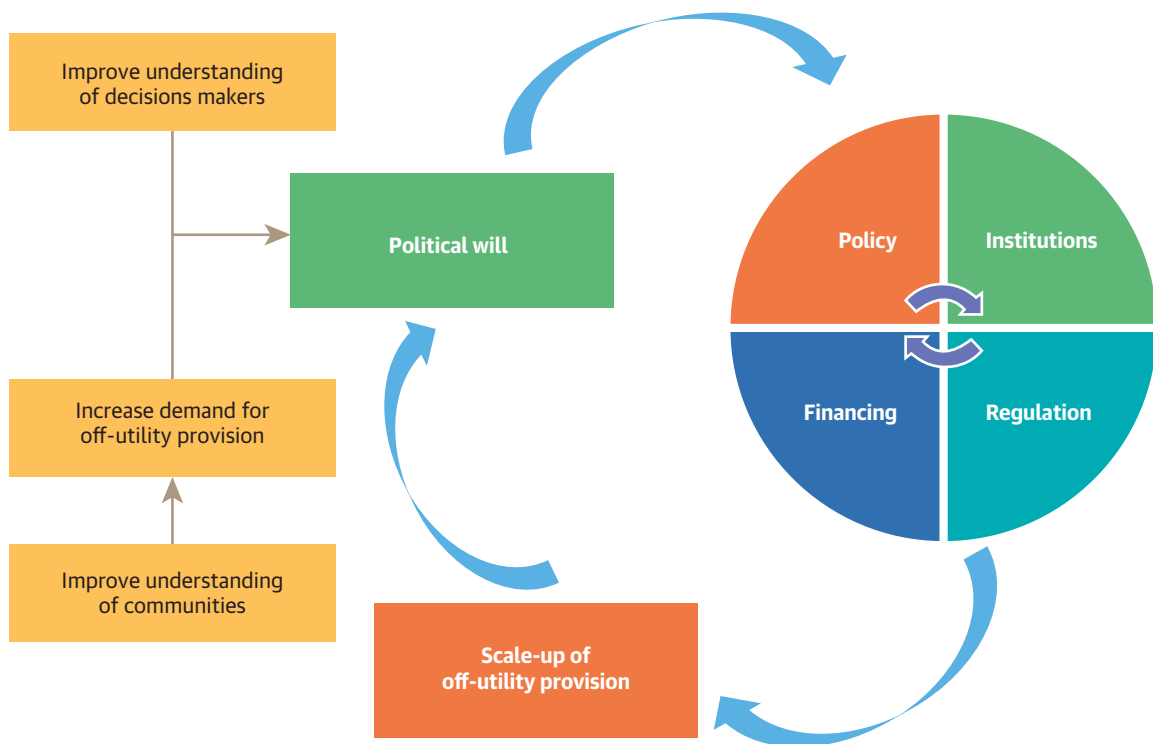 Improve understanding
of decisions makers
Political will
Policy
Institutions
Financing
Regulation
Increase demand for
off-utility provision
Improve understanding
of communities
Scale-up of
off-utility provision